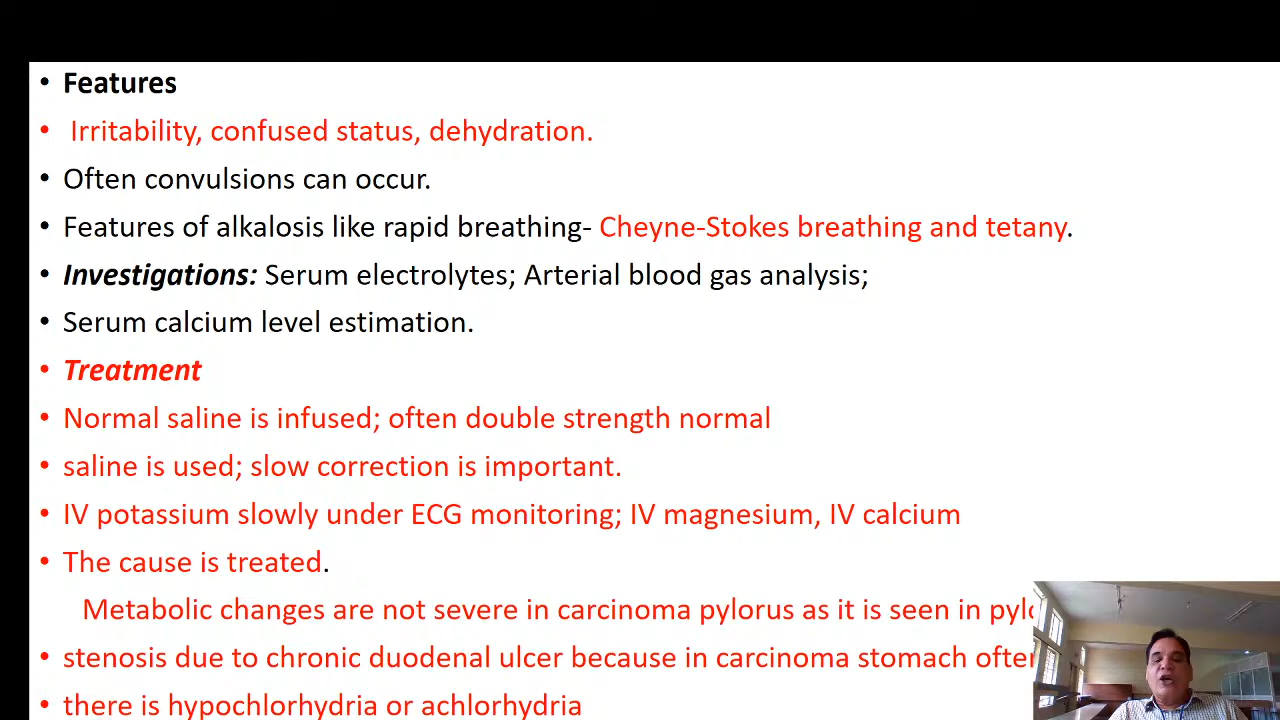 • Features
• Irritability, confused status, dehydration.
• Often convulsions can occur.
• Features of alkalosis like rapid breathing- Cheyne-Stokes breathing and tetany.
• Investigations: Serum electrolytes; Arterial blood gas analysis;
• Serum calcium level estimation.
• Treatment
• Normal saline is infused; often double strength normal
• saline is used; slow correction is important.
• IV potassium slowly under ECG monitoring; IV magnesium, IV calcium
• The cause is treated.
Metabolic changes are not severe in carcinoma pylorus as it is seen in
• stenosis due to chronic duodenal ulcer because in carcinoma stomach
• there is hypochlorhydria or achlorhydria